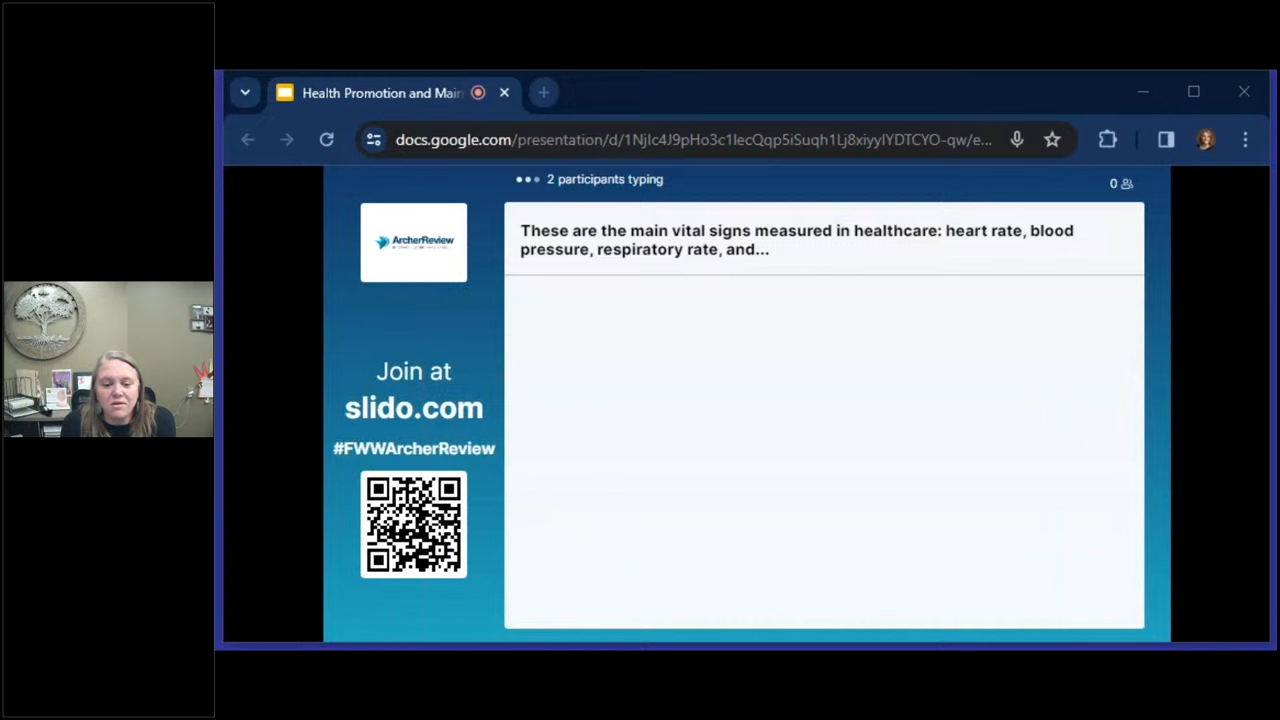 Health Promotion and Main
docs.google.com/presentation/d/1NjIc4J9pHo3c1lecQqp5iSuqh1Lj8xiyyIYDTCYO-qw/e...
2 participants typing
0
ArcherReview
These are the main vital signs measured in healthcare: heart rate, blood
pressure, respiratory rate, and...
Join at
slido.com
#FWWArcherReview